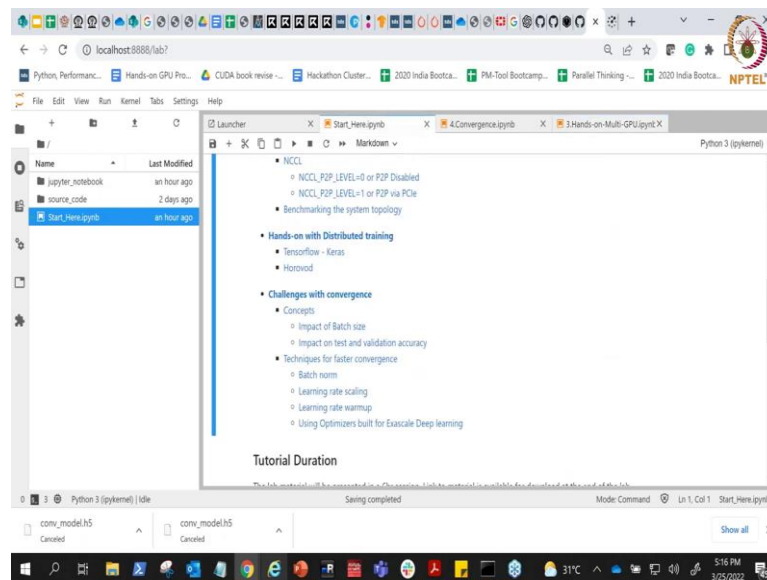 localhost:8888/lab?
Python, Performanc... Hands-on GPU Pro... CUDA book revise -... Hackathon Cluster... 2020 India Bootca... PM-Tool Bootcamp... Parallel Thinking -... 2020 India Bootca...
NPTEL
File Edit View Run Kernel Tabs Settings Help
Launcher X Start_Here.ipynb X 4.Convergence.ipynb X 3.Hands-on-Multi-GPU.ipynb X
Markdown Python 3 (ipykernel)
/
Name Last Modified
jupyter_notebook an hour ago
source_code 2 days ago
Start_Here.ipynb an hour ago
NCCL
NCCL_P2P_LEVEL=0 or P2P Disabled
NCCL_P2P_LEVEL=1 or P2P via PCIe
Benchmarking the system topology
Hands-on with Distributed training
Tensorflow - Keras
Horovod
Challenges with convergence
Concepts
Impact of Batch size
Impact on test and validation accuracy
Techniques for faster convergence
Batch norm
Learning rate scaling
Learning rate warmup
Using Optimizers built for Exascale Deep learning
Tutorial Duration
0 3 Python 3 (ipykernel) | Idle Saving completed Mode: Command Ln 1, Col 1 Start_Here.ipynb
conv_model.h5 conv_model.h5
Canceled Canceled
Show all
31°C 5:16 PM
3/25/2022